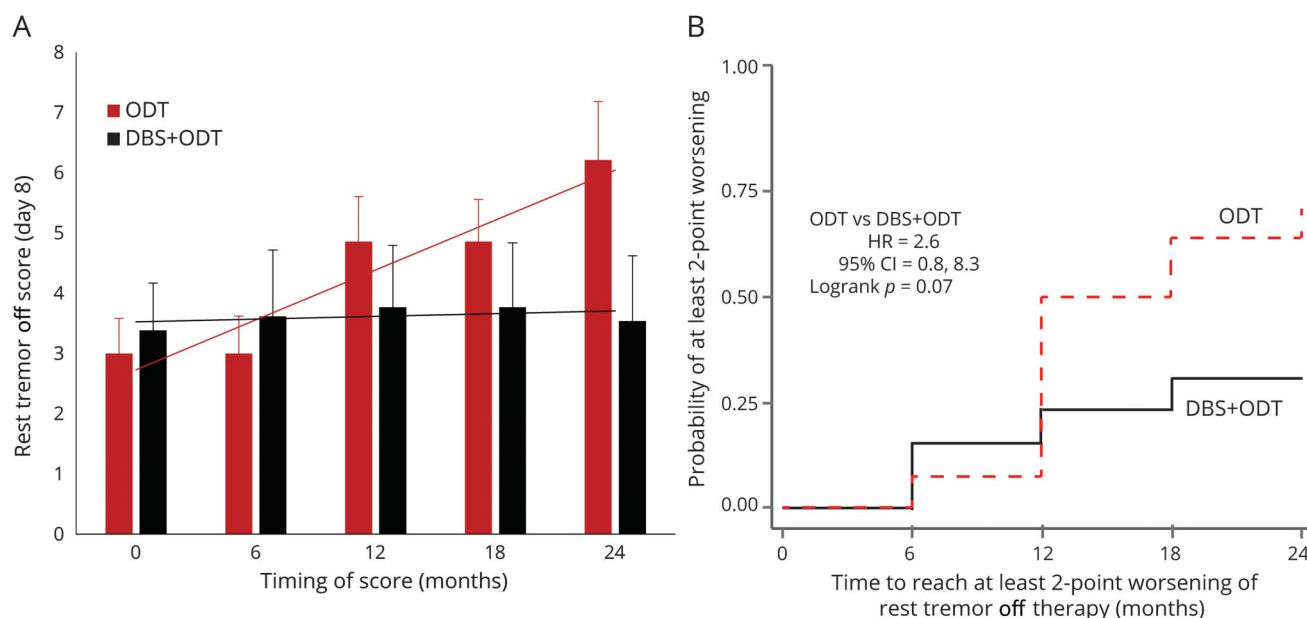 A
8
7
6
5
4
3
2
1
0
Rest tremor off score (day 8)
ODT
DBS+ODT
0 6 12 18 24
Timing of score (months)
B
1.00
0.75
0.50
0.25
0.00
Probability of at least 2-point worsening
ODT vs DBS+ODT
HR = 2.6
95% CI = 0.8, 8.3
Logrank p = 0.07
ODT
DBS+ODT
0 6 12 18 24
Time to reach at least 2-point worsening of
rest tremor off therapy (months)